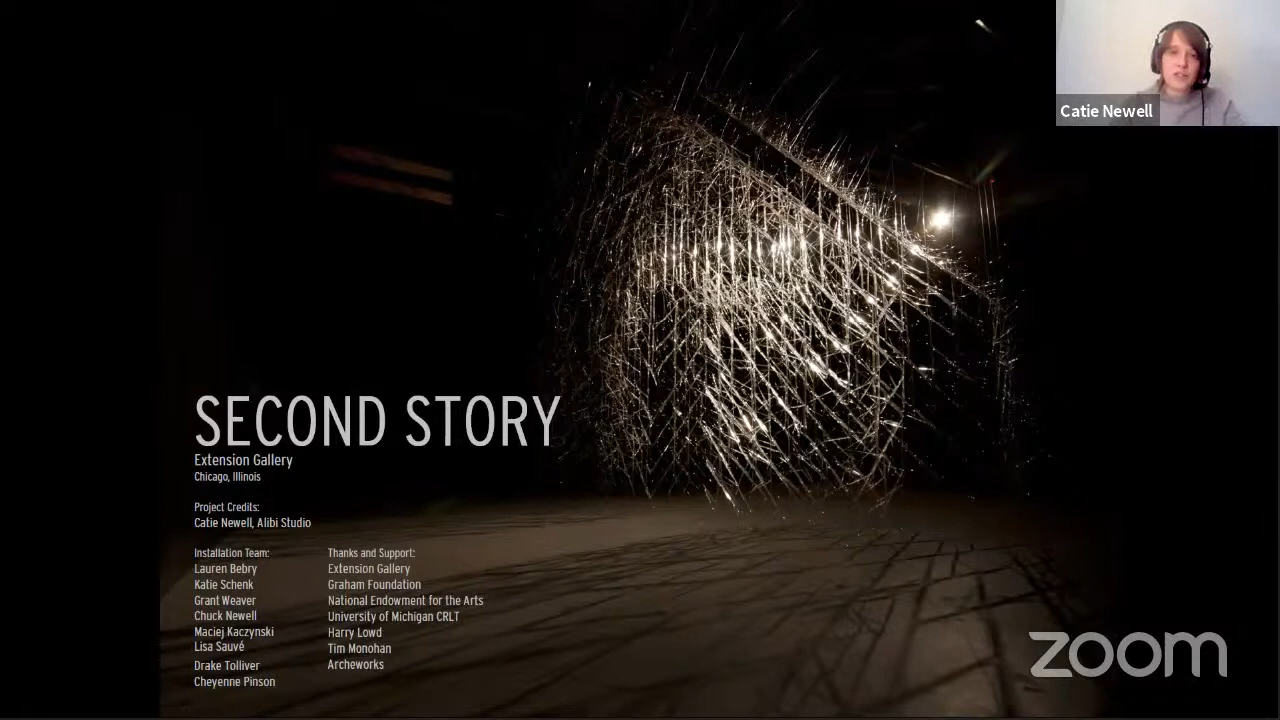 Catie Newell
SECOND STORY
Extension Gallery
Chicago, Illinois
Project Credits:
Catie Newell, Alibi Studio
Installation Team:
Lauren Bebry
Katie Schenk
Grant Weaver
Chuck Newell
Maciej Kaczynski
Lisa Sauvé
Drake Tolliver
Cheyenne Pinson
Thanks and Support:
Extension Gallery
Graham Foundation
National Endowment for the Arts
University of Michigan CRLT
Harry Lowd
Tim Monohan
Archeworks
zoom